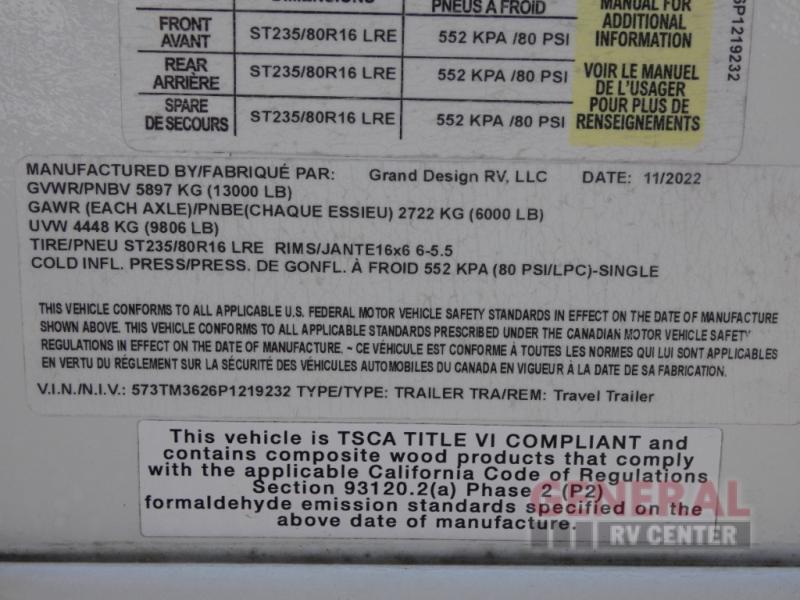 DIMENSIONS
PNEUS A FROID
MANUAL FOR
ADDITIONAL
INFORMATION
FRONT
AVANT
ST235/80R16 LRE
552 KPA /80 PSI
REAR
ARRIÈRE
ST235/80R16 LRE
552 KPA /80 PSI
VOIR LE MANUEL
DE L'USAGER
POUR PLUS DE
RENSEIGNEMENTS
SPARE
DE SECOURS
ST235/80R16 LRE
552 KPA /80 PSI
6P1219232
MANUFACTURED BY/FABRIQUÉ PAR: Grand Design RV, LLC DATE: 11/2022
GVWR/PNBV 5897 KG (13000 LB)
GAWR (EACH AXLE)/PNBE(CHAQUE ESSIEU) 2722 KG (6000 LB)
UVW 4448 KG (9806 LB)
TIRE/PNEU ST235/80R16 LRE RIMS/JANTE16x6 6-5.5
COLD INFL. PRESS/PRESS. DE GONFL. À FROID 552 KPA (80 PSI/LPC)-SINGLE
THIS VEHICLE CONFORMS TO ALL APPLICABLE U.S. FEDERAL MOTOR VEHICLE SAFETY STANDARDS IN EFFECT ON THE DATE OF MANUFACTURE
SHOWN ABOVE. THIS VEHICLE CONFORMS TO ALL APPLICABLE STANDARDS PRESCRIBED UNDER THE CANADIAN MOTOR VEHICLE SAFETY
REGULATIONS IN EFFECT ON THE DATE OF MANUFACTURE. ~ CE VÉHICULE EST CONFORME À TOUTES LES NORMES QUI LUI SONT APPLICABLES
EN VERTU DU RÉGLEMENT SUR LA SÉCURITÉ DES VÉHICULES AUTOMOBILES DU CANADA EN VIGUEUR À LA DATE DE SA FABRICATION.
V.I.N./N.I.V.: 573TM3626P1219232 TYPE/TYPE: TRAILER TRA/REM: Travel Trailer
This vehicle is TSCA TITLE VI COMPLIANT and
contains composite wood products that comply
with the applicable California Code of Regulations
Section 93120.2(a) Phase 2 (P2)
formaldehyde emission standards specified on the
above date of manufacture.
GENERAL
RV CENTER